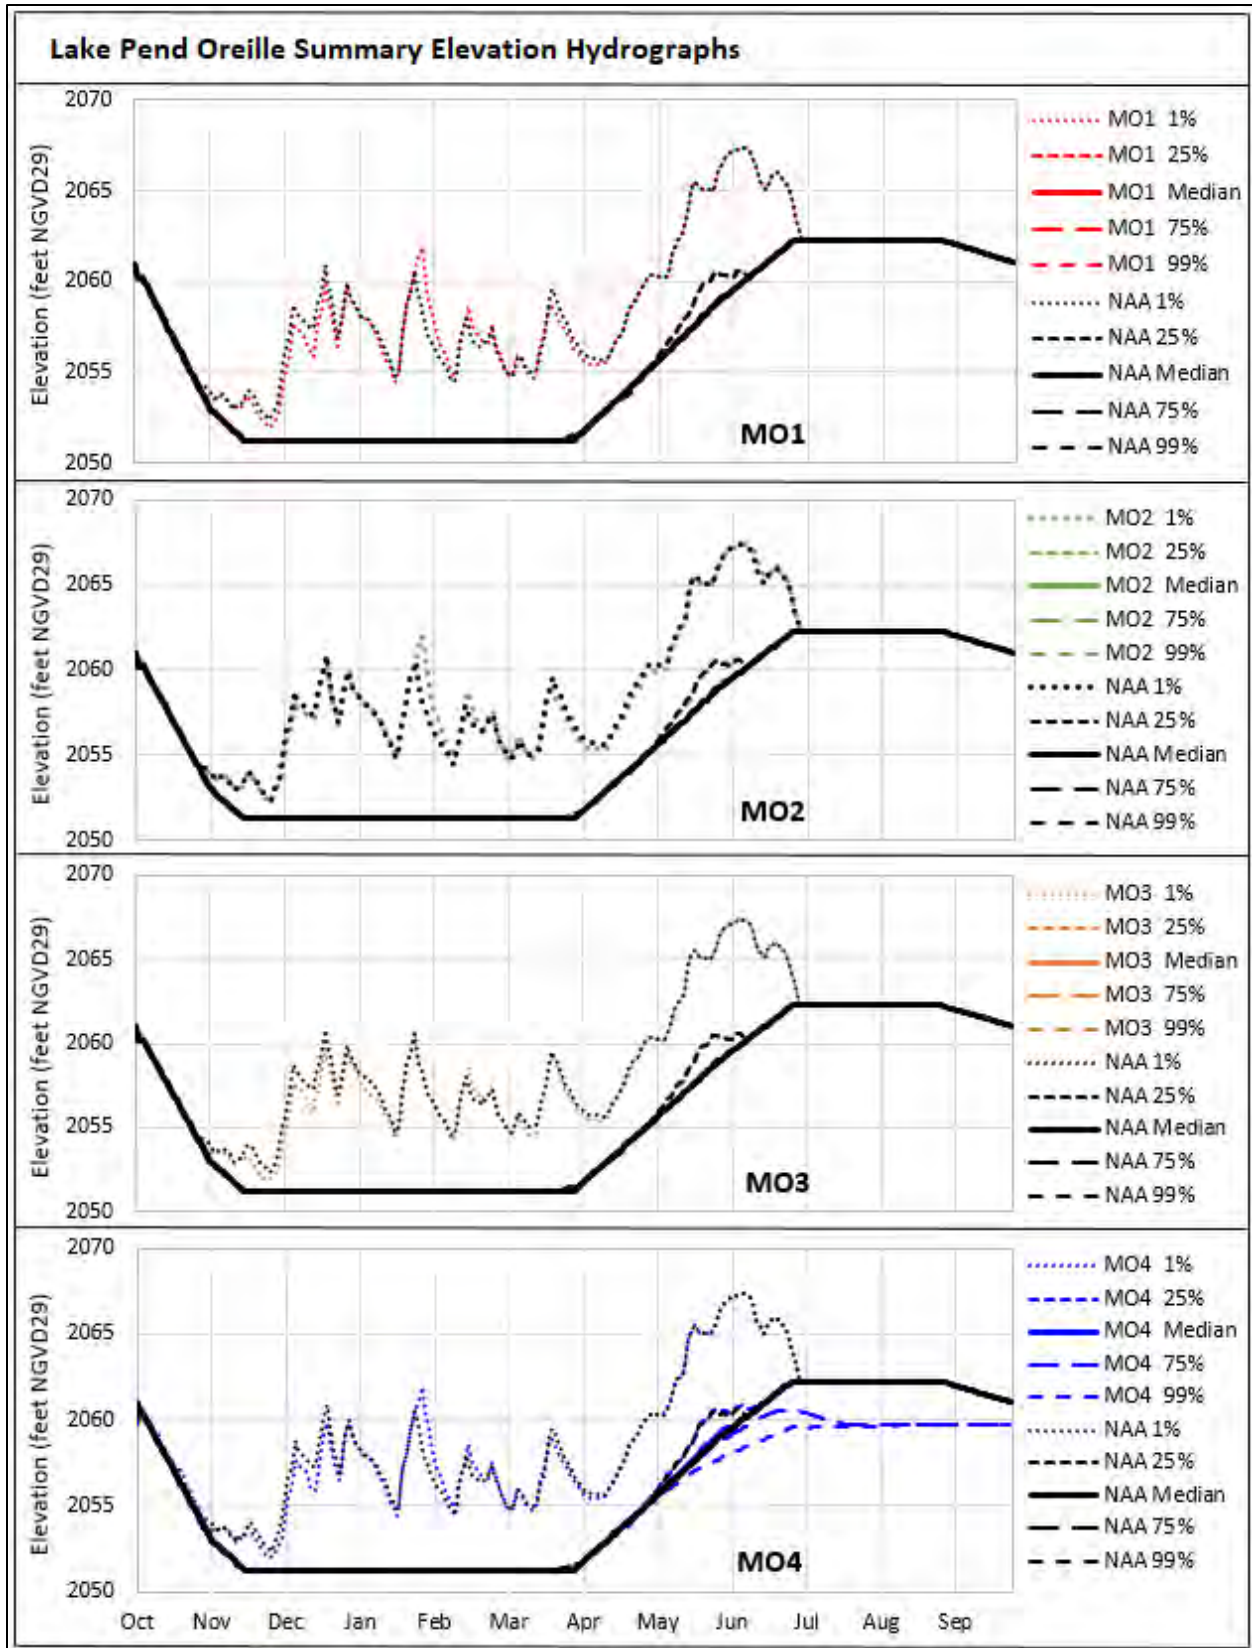 Lake Pend Oreille Summary Elevation Hydrographs
Elevation (feet NGVD29)
2070
2065
2060
2055
2050
MO1
MO1 1%
MO1 25%
MO1 Median
MO1 75%
MO1 99%
NAA 1%
NAA 25%
NAA Median
NAA 75%
NAA 99%
Elevation (feet NGVD29)
2070
2065
2060
2055
2050
MO2
MO2 1%
MO2 25%
MO2 Median
MO2 75%
MO2 99%
NAA 1%
NAA 25%
NAA Median
NAA 75%
NAA 99%
Elevation (feet NGVD29)
2070
2065
2060
2055
2050
MO3
MO3 1%
MO3 25%
MO3 Median
MO3 75%
MO3 99%
NAA 1%
NAA 25%
NAA Median
NAA 75%
NAA 99%
Elevation (feet NGVD29)
2070
2065
2060
2055
2050
MO4
MO4 1%
MO4 25%
MO4 Median
MO4 75%
MO4 99%
NAA 1%
NAA 25%
NAA Median
NAA 75%
NAA 99%
Oct Nov Dec Jan Feb Mar Apr May Jun Jul Aug Sep